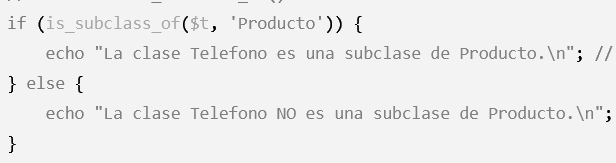 if (is_subclass_of($t, 'Producto')) {
    echo "La clase Telefono es una subclase de Producto.\n"; //
} else {
    echo "La clase Telefono NO es una subclase de Producto.\n";
}